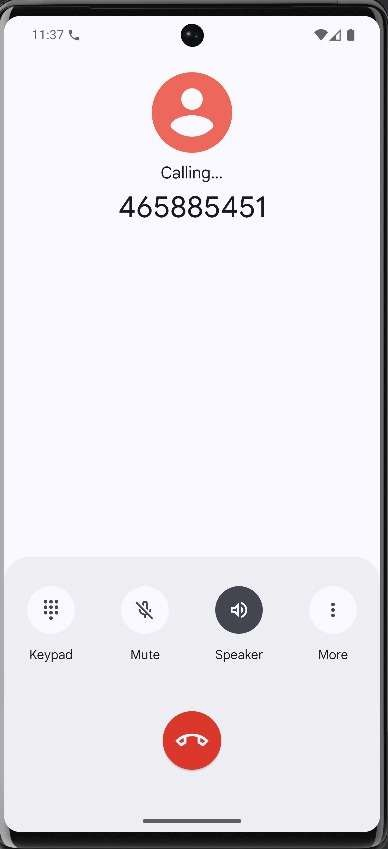 11:37
Calling...
465885451
Keypad Mute Speaker More